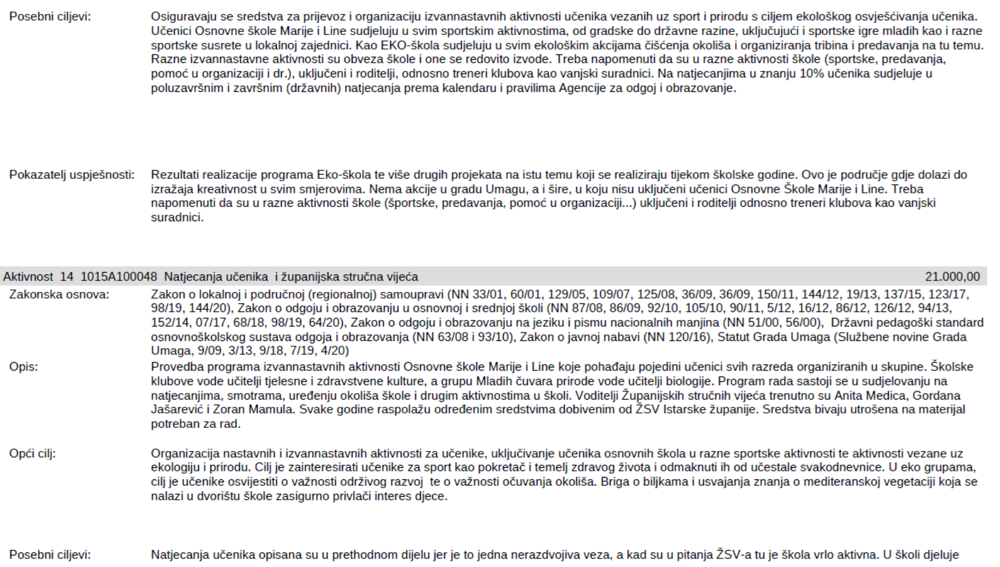 Posebni ciljevi: Osiguravaju se sredstva za prijevoz i organizaciju izvannastavnih aktivnosti učenika vezanih uz sport i prirodu s ciljem ekološkog osvješćivanja učenika.
Učenici Osnovne škole Marije i Line sudjeluju u svim sportskim aktivnostima, od gradske do državne razine, uključujući i sportske igre mladih kao i razne
sportske susrete u lokalnoj zajednici. Kao EKO-škola sudjeluju u svim ekološkim akcijama čišćenja okoliša i organiziranja tribina i predavanja na tu temu.
Razne izvannastavne aktivnosti su obveza škole i one se redovito izvode. Treba napomenuti da su u razne aktivnosti škole (sportske, predavanja,
pomoć u organizaciji i dr.), uključeni i roditelji, odnosno treneri klubova kao vanjski suradnici. Na natjecanjima u znanju 10% učenika sudjeluje u
poluzavršnim i završnim (državnih) natjecanja prema kalendaru i pravilima Agencije za odgoj i obrazovanje.
Pokazatelj uspješnosti: Rezultati realizacije programa Eko-škola te više drugih projekata na istu temu koji se realiziraju tijekom školske godine. Ovo je područje gdje dolazi do
izražaja kreativnost u svim smjerovima. Nema akcije u gradu Umagu, a i šire, u koju nisu uključeni učenici Osnovne Škole Marije i Line. Treba
napomenuti da su u razne aktivnosti škole (športske, predavanja, pomoć u organizaciji...) uključeni i roditelji odnosno treneri klubova kao vanjski
suradnici.
Aktivnost 14 1015A100048 Natjecanja učenika i županijska stručna vijeća 21.000,00
Zakonska osnova: Zakon o lokalnoj i područnoj (regionalnoj) samoupravi (NN 33/01, 60/01, 129/05, 109/07, 125/08, 36/09, 36/09, 150/11, 144/12, 19/13, 137/15, 123/17,
98/19, 144/20), Zakon o odgoju i obrazovanju u osnovnoj i srednjoj školi (NN 87/08, 86/09, 92/10, 105/10, 90/11, 5/12, 16/12, 86/12, 126/12, 94/13,
152/14, 07/17, 68/18, 98/19, 64/20), Zakon o odgoju i obrazovanju na jeziku i pismu nacionalnih manjina (NN 51/00, 56/00), Državni pedagoški standard
osnovnoškolskog sustava odgoja i obrazovanja (NN 63/08 i 93/10), Zakon o javnoj nabavi (NN 120/16), Statut Grada Umaga (Službene novine Grada
Umaga, 9/09, 3/13, 9/18, 7/19, 4/20)
Opis: Provedba programa izvannastavnih aktivnosti Osnovne škole Marije i Line koje pohađaju pojedini učenici svih razreda organiziranih u skupine. Školske
klubove vode učitelji tjelesne i zdravstvene kulture, a grupu Mladih čuvara prirode vode učitelji biologije. Program rada sastoji se u sudjelovanju na
natjecanjima, smotrama, uređenju okoliša škole i drugim aktivnostima u školi. Voditelji Županijskih stručnih vijeća trenutno su Anita Medica, Gordana
Jašarević i Zoran Mamula. Svake godine raspolažu određenim sredstvima dobivenim od ŽSV Istarske županije. Sredstva bivaju utrošena na materijal
potreban za rad.
Opći cilj: Organizacija nastavnih i izvannastavnih aktivnosti za učenike, uključivanje učenika osnovnih škola u razne sportske aktivnosti te aktivnosti vezane uz
ekologiju i prirodu. Cilj je zainteresirati učenike za sport kao pokretač i temelj zdravog života i odmaknuti ih od učestale svakodnevnice. U eko grupama,
cilj je učenike osvijestiti o važnosti održivog razvoj te o važnosti očuvanja okoliša. Briga o biljkama i usvajanja znanja o mediteranskoj vegetaciji koja se
nalazi u dvorištu škole zasigurno privlači interes djece.
Posebni ciljevi: Natjecanja učenika opisana su u prethodnom dijelu jer je to jedna nerazdvojiva veza, a kad su u pitanja ŽSV-a tu je škola vrlo aktivna. U školi djeluje